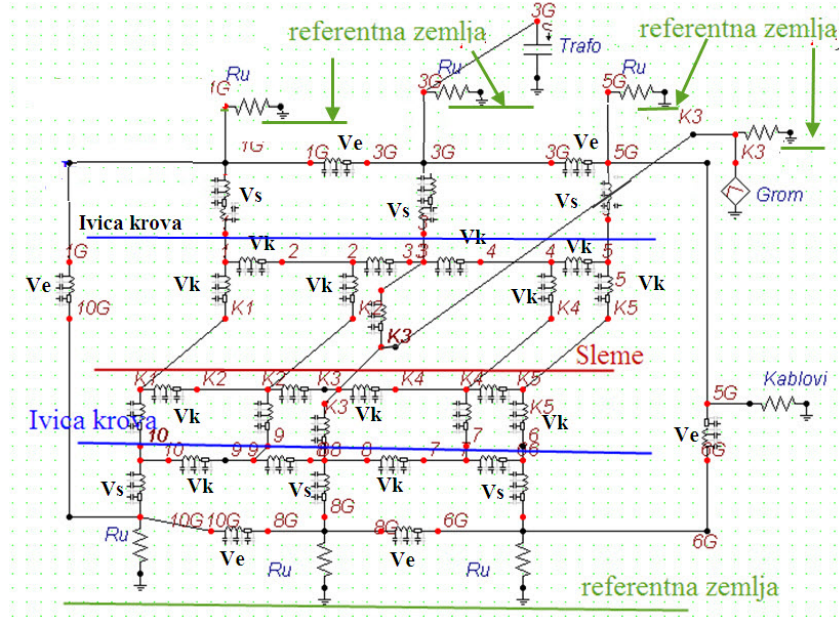 3G
referentna zemlja
Trafo
referentna zemlja
Ru
Ru
Ru
1G
3G
5G
K3
1G
Ve
3G
Ve
5G
K3
1G
3G
3G
Grom
Vs
Vs
Vs
Ivica krova
1G
1
Vk
2
2
3
3
Vk
4
4
5
Ve
Vk
Vk
5
Vk
10G
K1
K2
K4
K5
K3
Sleme
K1
K2
K2
K3
K4
K4
K5
Kablovi
5G
Ivica krova
Vk
K3
K5
Vk
10
9
7
6
Ve
10
9
9
8
8
7
7
6
6G
Vs
Vk
Vs
Vk
Vs
10G
10G
8G
8G
8G
6G
6G
Ru
Ve
Ru
Ve
Ru
referentna zemlja